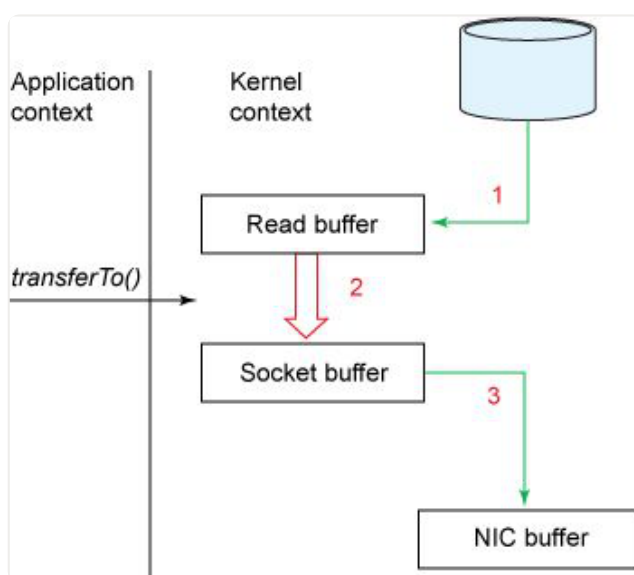 Application
context
Kernel
context
1
Read buffer
transferTo()
2
Socket buffer
3
NIC buffer